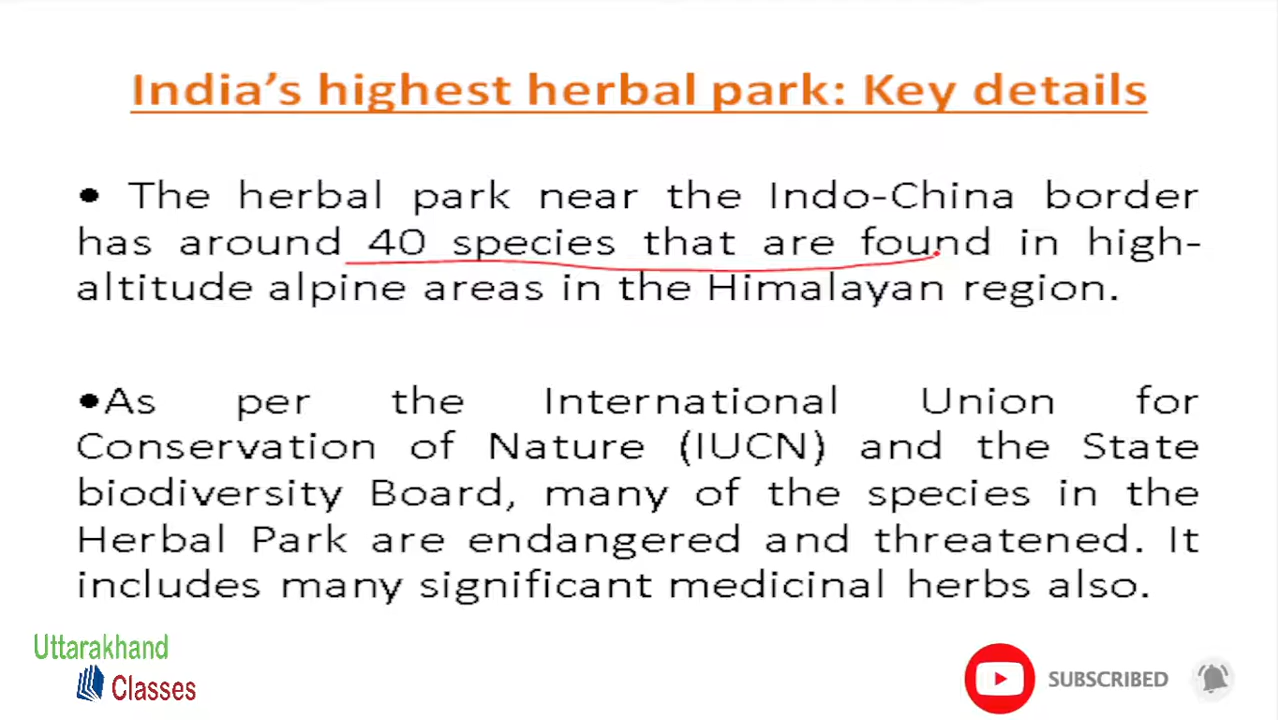 India’s highest herbal park: Key details
• The herbal park near the Indo-China border
has around 40 species that are found in high-
altitude alpine areas in the Himalayan region.
•As per the International Union for
Conservation of Nature (IUCN) and the State
biodiversity Board, many of the species in the
Herbal Park are endangered and threatened. It
includes many significant medicinal herbs also.
Uttarakhand
Classes
SUBSCRIBED